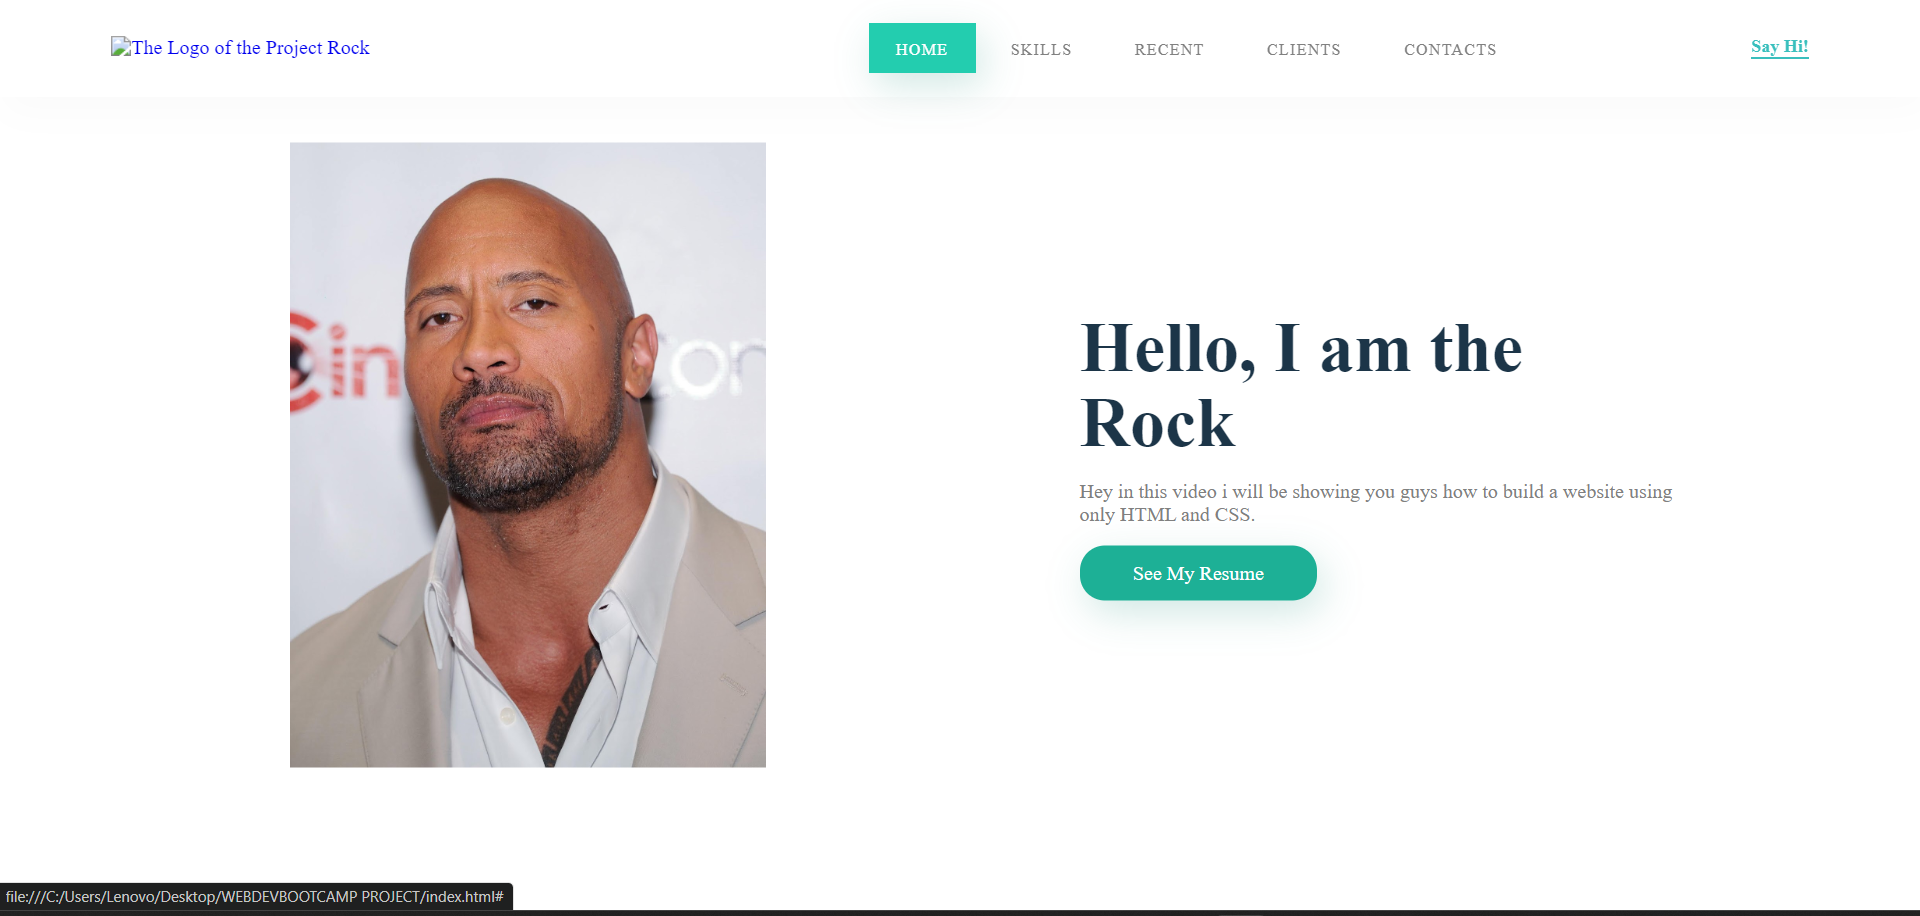 The Logo of the Project Rock
HOME SKILLS RECENT CLIENTS CONTACTS
Say Hi!
Cin con
Hello, I am the
Rock
Hey in this video i will be showing you guys how to build a website using
only HTML and CSS.
See My Resume
file:///C:/Users/Lenovo/Desktop/WEBDEVBOOTCAMP PROJECT/index.html#